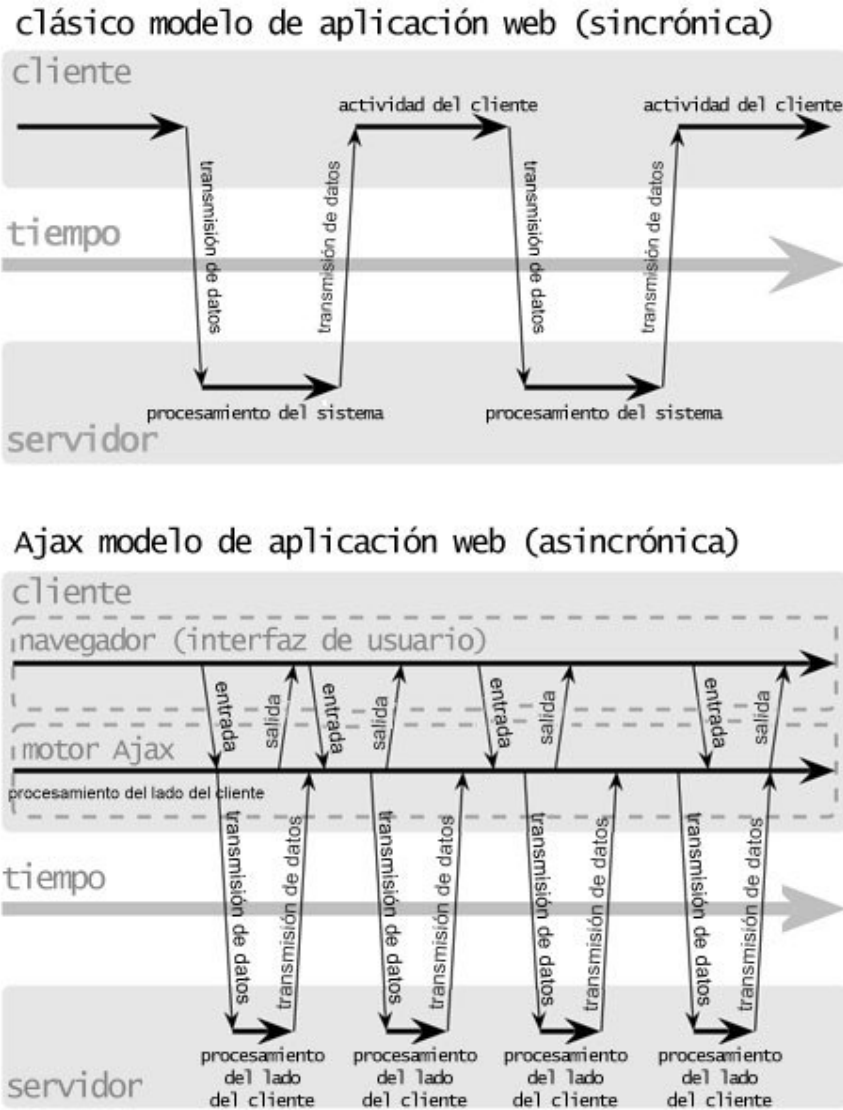 clásico modelo de aplicación web (sincrónica)
cliente
actividad del cliente
actividad del cliente
transmisión de datos
transmisión de datos
transmisión de datos
transmisión de datos
tiempo
procesamiento del sistema
procesamiento del sistema
servidor
Ajax modelo de aplicación web (asincrónica)
cliente
navegador (interfaz de usuario)
entrada
salida
entrada
salida
entrada
salida
entrada
salida
motor Ajax
procesamiento del lado del cliente
transmisión de datos
transmisión de datos
transmisión de datos
transmisión de datos
transmisión de datos
transmisión de datos
transmisión de datos
transmisión de datos
tiempo
procesamiento
del lado
del cliente
procesamiento
del lado
del cliente
procesamiento
del lado
del cliente
procesamiento
del lado
del cliente
servidor